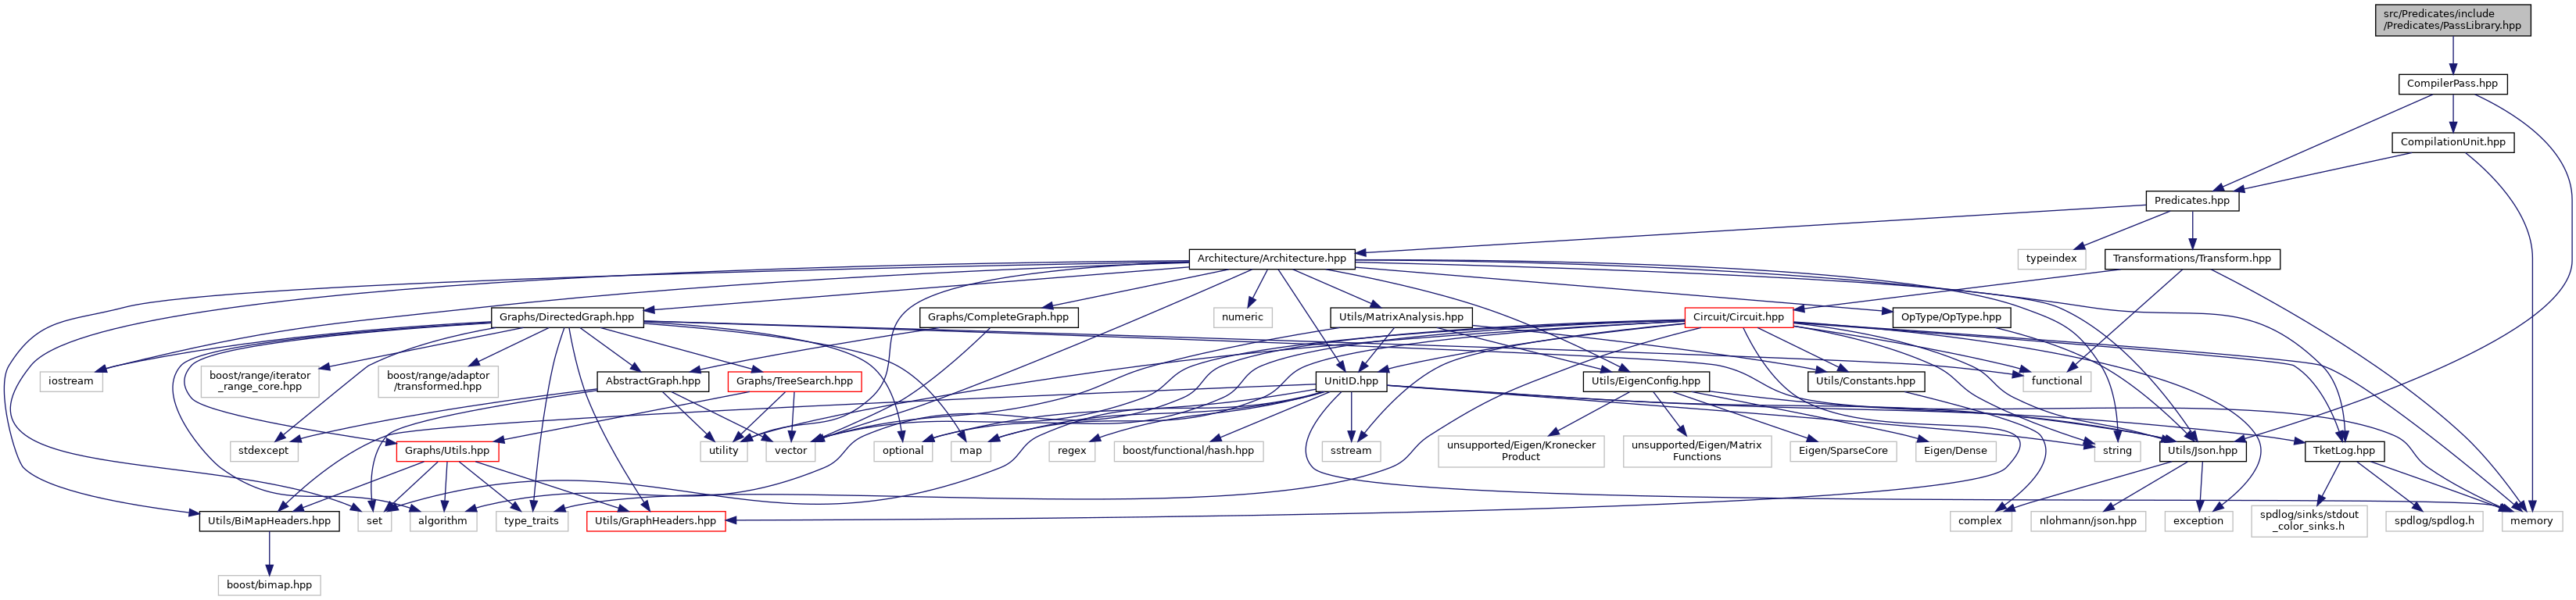 src/Predicates/include
/Predicates/PassLibrary.hpp
CompilerPass.hpp
CompilationUnit.hpp
Predicates.hpp
Architecture/Architecture.hpp
typeindex
Transformations/Transform.hpp
Graphs/DirectedGraph.hpp
Graphs/CompleteGraph.hpp
numeric
Utils/MatrixAnalysis.hpp
Circuit/Circuit.hpp
OpType/OpType.hpp
iostream
boost/range/iterator
_range_core.hpp
boost/range/adaptor
/transformed.hpp
AbstractGraph.hpp
Graphs/TreeSearch.hpp
UnitID.hpp
Utils/EigenConfig.hpp
Utils/Constants.hpp
functional
stdexcept
Graphs/Utils.hpp
utility
vector
optional
map
regex
boost/functional/hash.hpp
sstream
unsupported/Eigen/Kronecker
Product
unsupported/Eigen/Matrix
Functions
Eigen/SparseCore
Eigen/Dense
string
Utils/Json.hpp
TketLog.hpp
Utils/BiMapHeaders.hpp
set
algorithm
type_traits
Utils/GraphHeaders.hpp
complex
nlohmann/json.hpp
exception
spdlog/sinks/stdout
_color_sinks.h
spdlog/spdlog.h
memory
boost/bimap.hpp